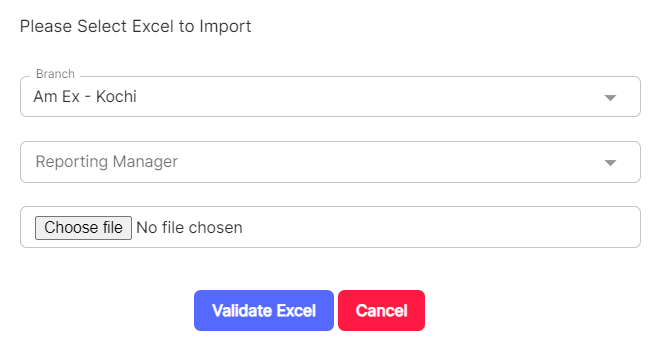 Please Select Excel to Import
Branch
Am Ex - Kochi
Reporting Manager
Choose file No file chosen
Validate Excel Cancel